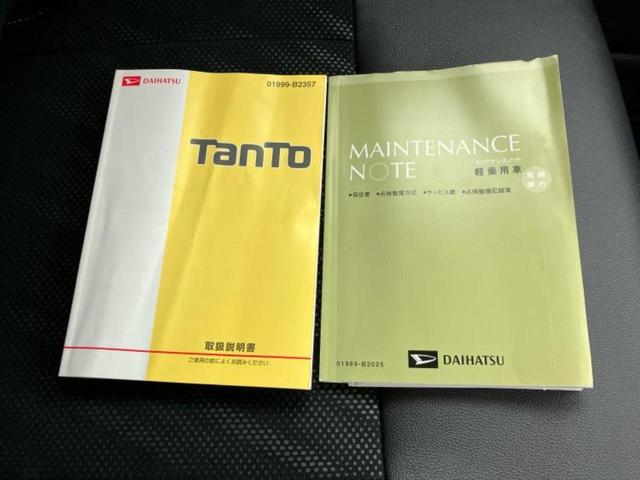 DAIHATSU
01999-B2357
TanTo
取扱説明書
ご使用の前によくお読みください
MAINTENANCE
NOTE
メンテナンスノート
軽乗用車
●保証書 ●点検整備方式 ●サービス網 ●点検整備記録簿
01989-B2025
DAIHATSU